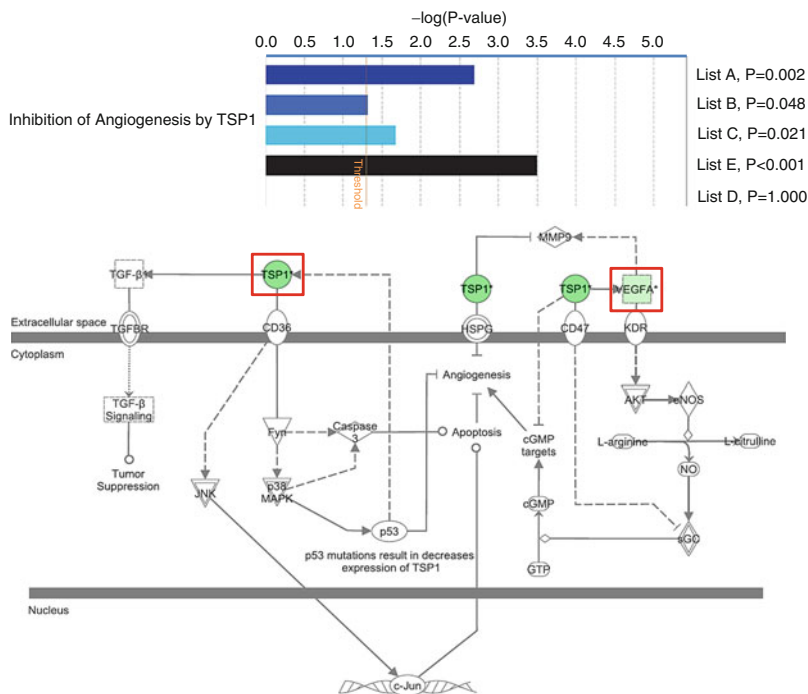 –log(P-value)
0.0 0.5 1.0 1.5 2.0 2.5 3.0 3.5 4.0 4.5 5.0
Inhibition of Angiogenesis by TSP1
List A, P=0.002
List B, P=0.048
List C, P=0.021
List E, P<0.001
List D, P=1.000
Threshold
MMP9
TGF-β*
TSP1*
TSP1*
TSP1*
VEGFA*
Extracellular space
TGFBR
CD36
HSPG
CD47
KDR
Cytoplasm
Angiogenesis
AKT
eNOS
TGF-β
Signaling
Fyn
Caspase
3
Apoptosis
cGMP
targets
L-arginine
L-citrulline
Tumor
Suppression
JNK
p38
MAPK
NO
cGMP
p53
sGC
p53 mutations result in decreases
expression of TSP1
GTP
Nucleus
c-Jun